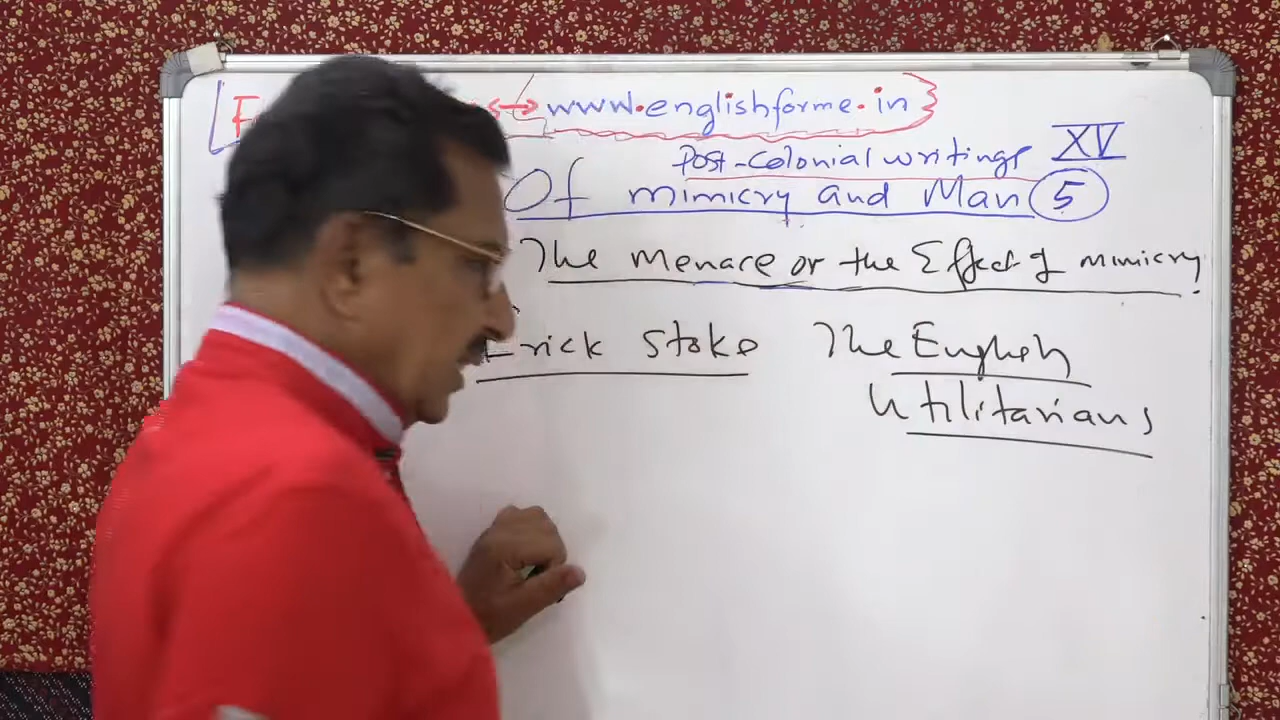 www.englishforme.in
Post-Colonial writings XV
Of mimicry and Man 5
The Menace or the Effect of mimicry
Erick Stoke The English
Utilitarians